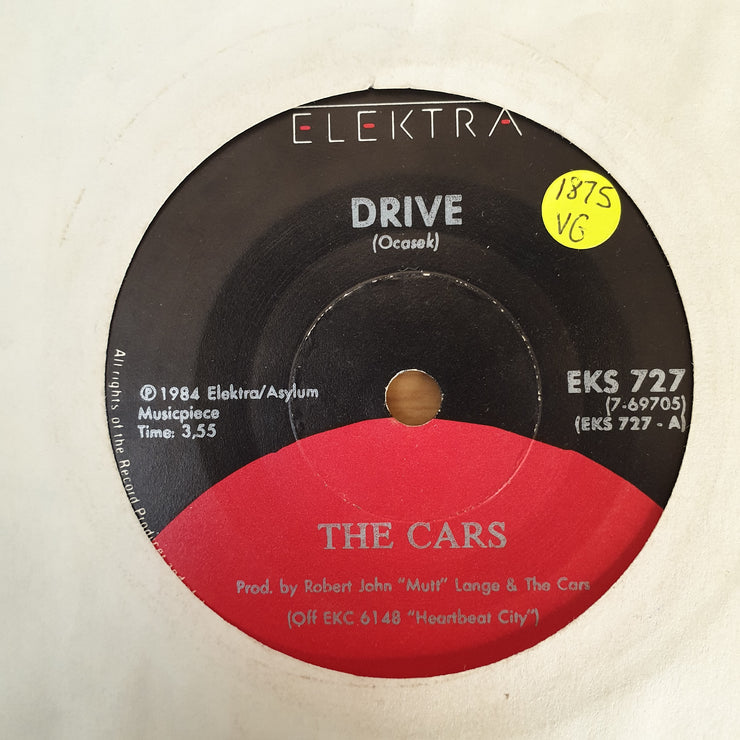 ELEKTRA
DRIVE
(Ocasek)
1875
VG
℗ 1984 Elektra/Asylum
Musicpiece
Time: 3,55
EKS 727
(7-69705)
(EKS 727 - A)
THE CARS
Prod. by Robert John "Mutt" Lange & The Cars
(Off EKC 6148 "Heartbeat City")
All rights of the Record